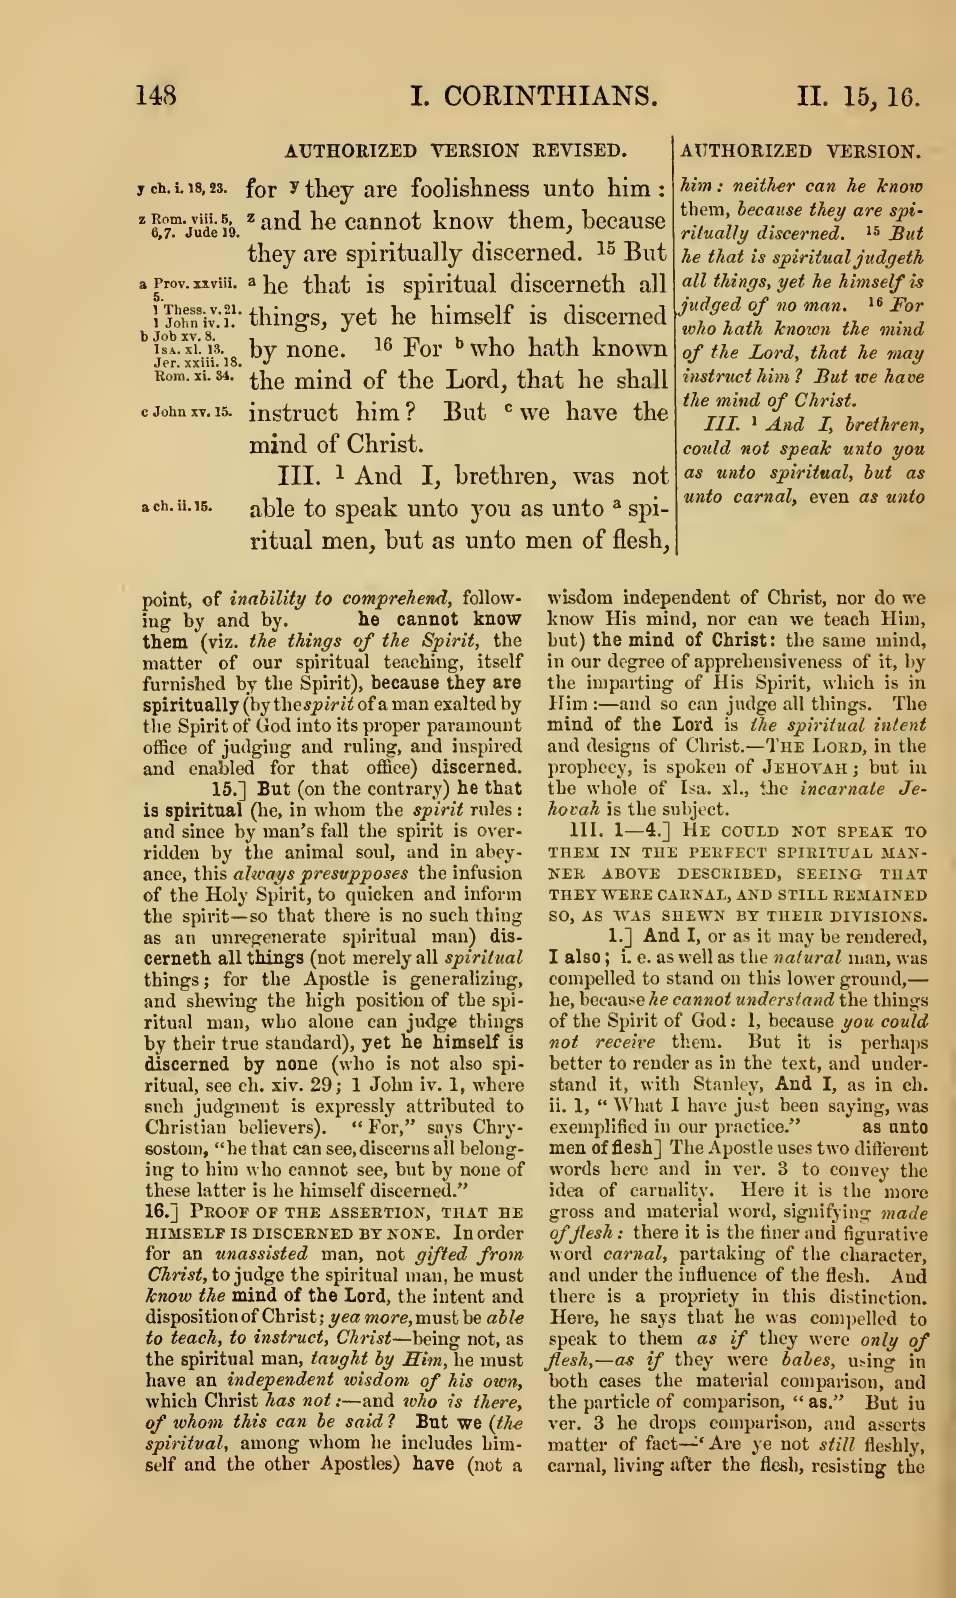 148 I. CORINTHIANS. II. 15, 16.
AUTHORIZED VERSION REVISED.
y ch. i. 18, 23.
z Rom. viii. 5,
6, 7. Jude 19.
a Prov. xxviii.
5.
1 Thess. v. 21.
1 John iv. 1.
b Job xv. 8.
Isa. xl. 13.
Jer. xxiii. 18.
Rom. xi. 34.
c John xv. 15.
a ch. ii. 15.
for y they are foolishness unto him :
z and he cannot know them, because
they are spiritually discerned. 15 But
a he that is spiritual discerneth all
things, yet he himself is discerned
by none. 16 For b who hath known
the mind of the Lord, that he shall
instruct him ? But c we have the
mind of Christ.
III. 1 And I, brethren, was not
able to speak unto you as unto a spi-
ritual men, but as unto men of flesh,
AUTHORIZED VERSION.
him: neither can he know
them, because they are spi-
ritually discerned. 15 But
he that is spiritual judgeth
all things, yet he himself is
judged of no man. 16 For
who hath known the mind
of the Lord, that he may
instruct him ? But we have
the mind of Christ.
III. 1 And I, brethren,
could not speak unto you
as unto spiritual, but as
unto carnal, even as unto
point, of inability to comprehend, follow-
ing by and by. he cannot know
them (viz. the things of the Spirit, the
matter of our spiritual teaching, itself
furnished by the Spirit), because they are
spiritually (by the spirit of a man exalted by
the Spirit of God into its proper paramount
office of judging and ruling, and inspired
and enabled for that office) discerned.
15.] But (on the contrary) he that
is spiritual (he, in whom the spirit rules :
and since by man's fall the spirit is over-
ridden by the animal soul, and in abey-
ance, this always presupposes the infusion
of the Holy Spirit, to quicken and inform
the spirit—so that there is no such thing
as an unregenerate spiritual man) dis-
cerneth all things (not merely all spiritual
things; for the Apostle is generalizing,
and shewing the high position of the spi-
ritual man, who alone can judge things
by their true standard), yet he himself is
discerned by none (who is not also spi-
ritual, see ch. xiv. 29; 1 John iv. 1, where
such judgment is expressly attributed to
Christian believers). "For," says Chry-
sostom, "he that can see, discerns all belong-
ing to him who cannot see, but by none of
these latter is he himself discerned."
16.] PROOF OF THE ASSERTION, THAT HE
HIMSELF IS DISCERNED BY NONE. In order
for an unassisted man, not gifted from
Christ, to judge the spiritual man, he must
know the mind of the Lord, the intent and
disposition of Christ; yea more, must be able
to teach, to instruct, Christ—being not, as
the spiritual man, taught by Him, he must
have an independent wisdom of his own,
which Christ has not:—and who is there,
of whom this can be said? But we (the
spiritual, among whom he includes him-
self and the other Apostles) have (not a
wisdom independent of Christ, nor do we
know His mind, nor can we teach Him,
but) the mind of Christ: the same mind,
in our degree of apprehensiveness of it, by
the imparting of His Spirit, which is in
Him :—and so can judge all things. The
mind of the Lord is the spiritual intent
and designs of Christ.—THE LORD, in the
prophecy, is spoken of JEHOVAH; but in
the whole of Isa. xl., the incarnate Je-
hovah is the subject.
III. 1—4.] HE COULD NOT SPEAK TO
THEM IN THE PERFECT SPIRITUAL MAN-
NER ABOVE DESCRIBED, SEEING THAT
THEY WERE CARNAL, AND STILL REMAINED
SO, AS WAS SHEWN BY THEIR DIVISIONS.
1.] And I, or as it may be rendered,
I also; i. e. as well as the natural man, was
compelled to stand on this lower ground,—
he, because he cannot understand the things
of the Spirit of God: I, because you could
not receive them. But it is perhaps
better to render as in the text, and under-
stand it, with Stanley, And I, as in ch.
ii. 1, "What I have just been saying, was
exemplified in our practice." as unto
men of flesh] The Apostle uses two different
words here and in ver. 3 to convey the
idea of carnality. Here it is the more
gross and material word, signifying made
of flesh: there it is the finer and figurative
word carnal, partaking of the character,
and under the influence of the flesh. And
there is a propriety in this distinction.
Here, he says that he was compelled to
speak to them as if they were only of
flesh,—as if they were babes, using in
both cases the material comparison, and
the particle of comparison, "as." But in
ver. 3 he drops comparison, and asserts
matter of fact—'Are ye not still fleshly,
carnal, living after the flesh, resisting the